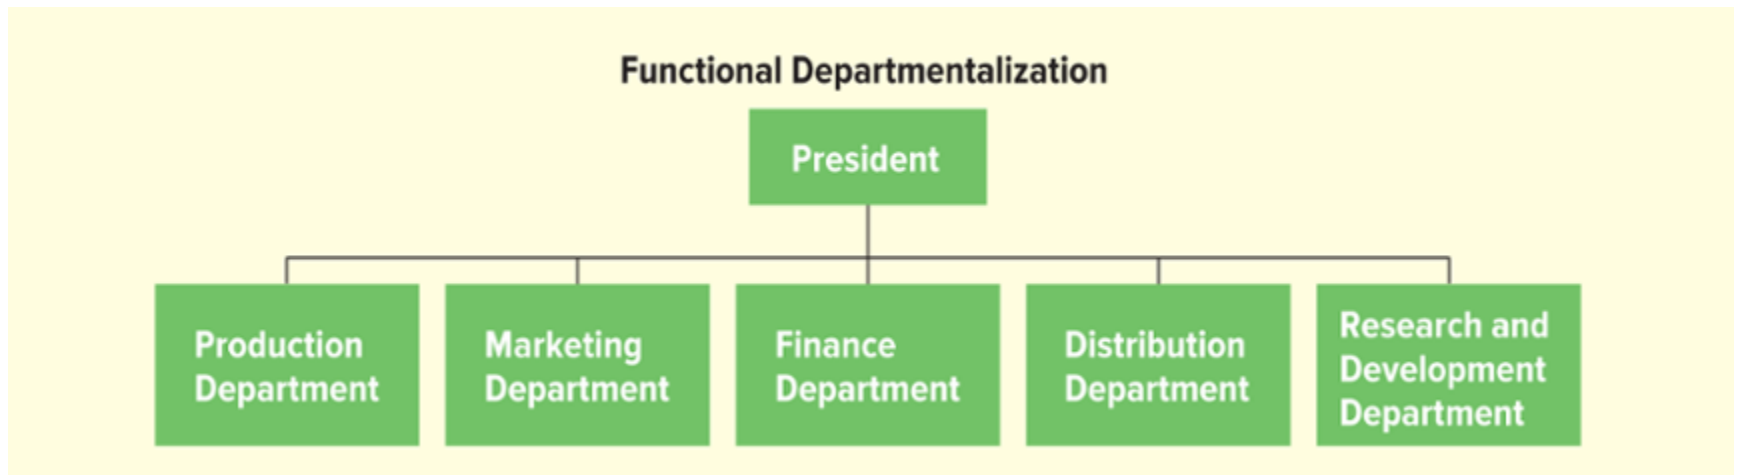 Functional Departmentalization
President
Production
Department
Marketing
Department
Finance
Department
Distribution
Department
Research and
Development
Department